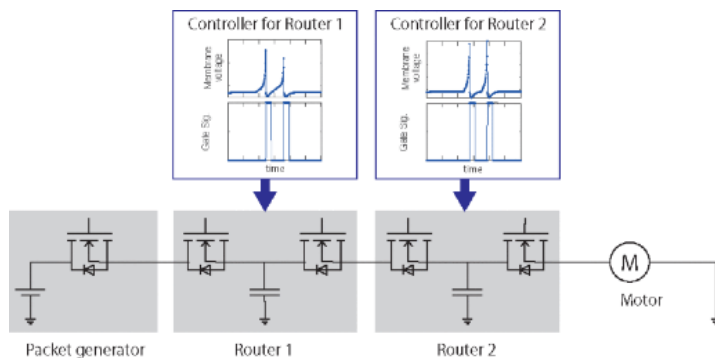 Controller for Router 1
Controller for Router 2
Membrane
voltage
Gate Sig.
time
Membrane
voltage
Gate Sig.
time
M
Motor
Packet generator
Router 1
Router 2